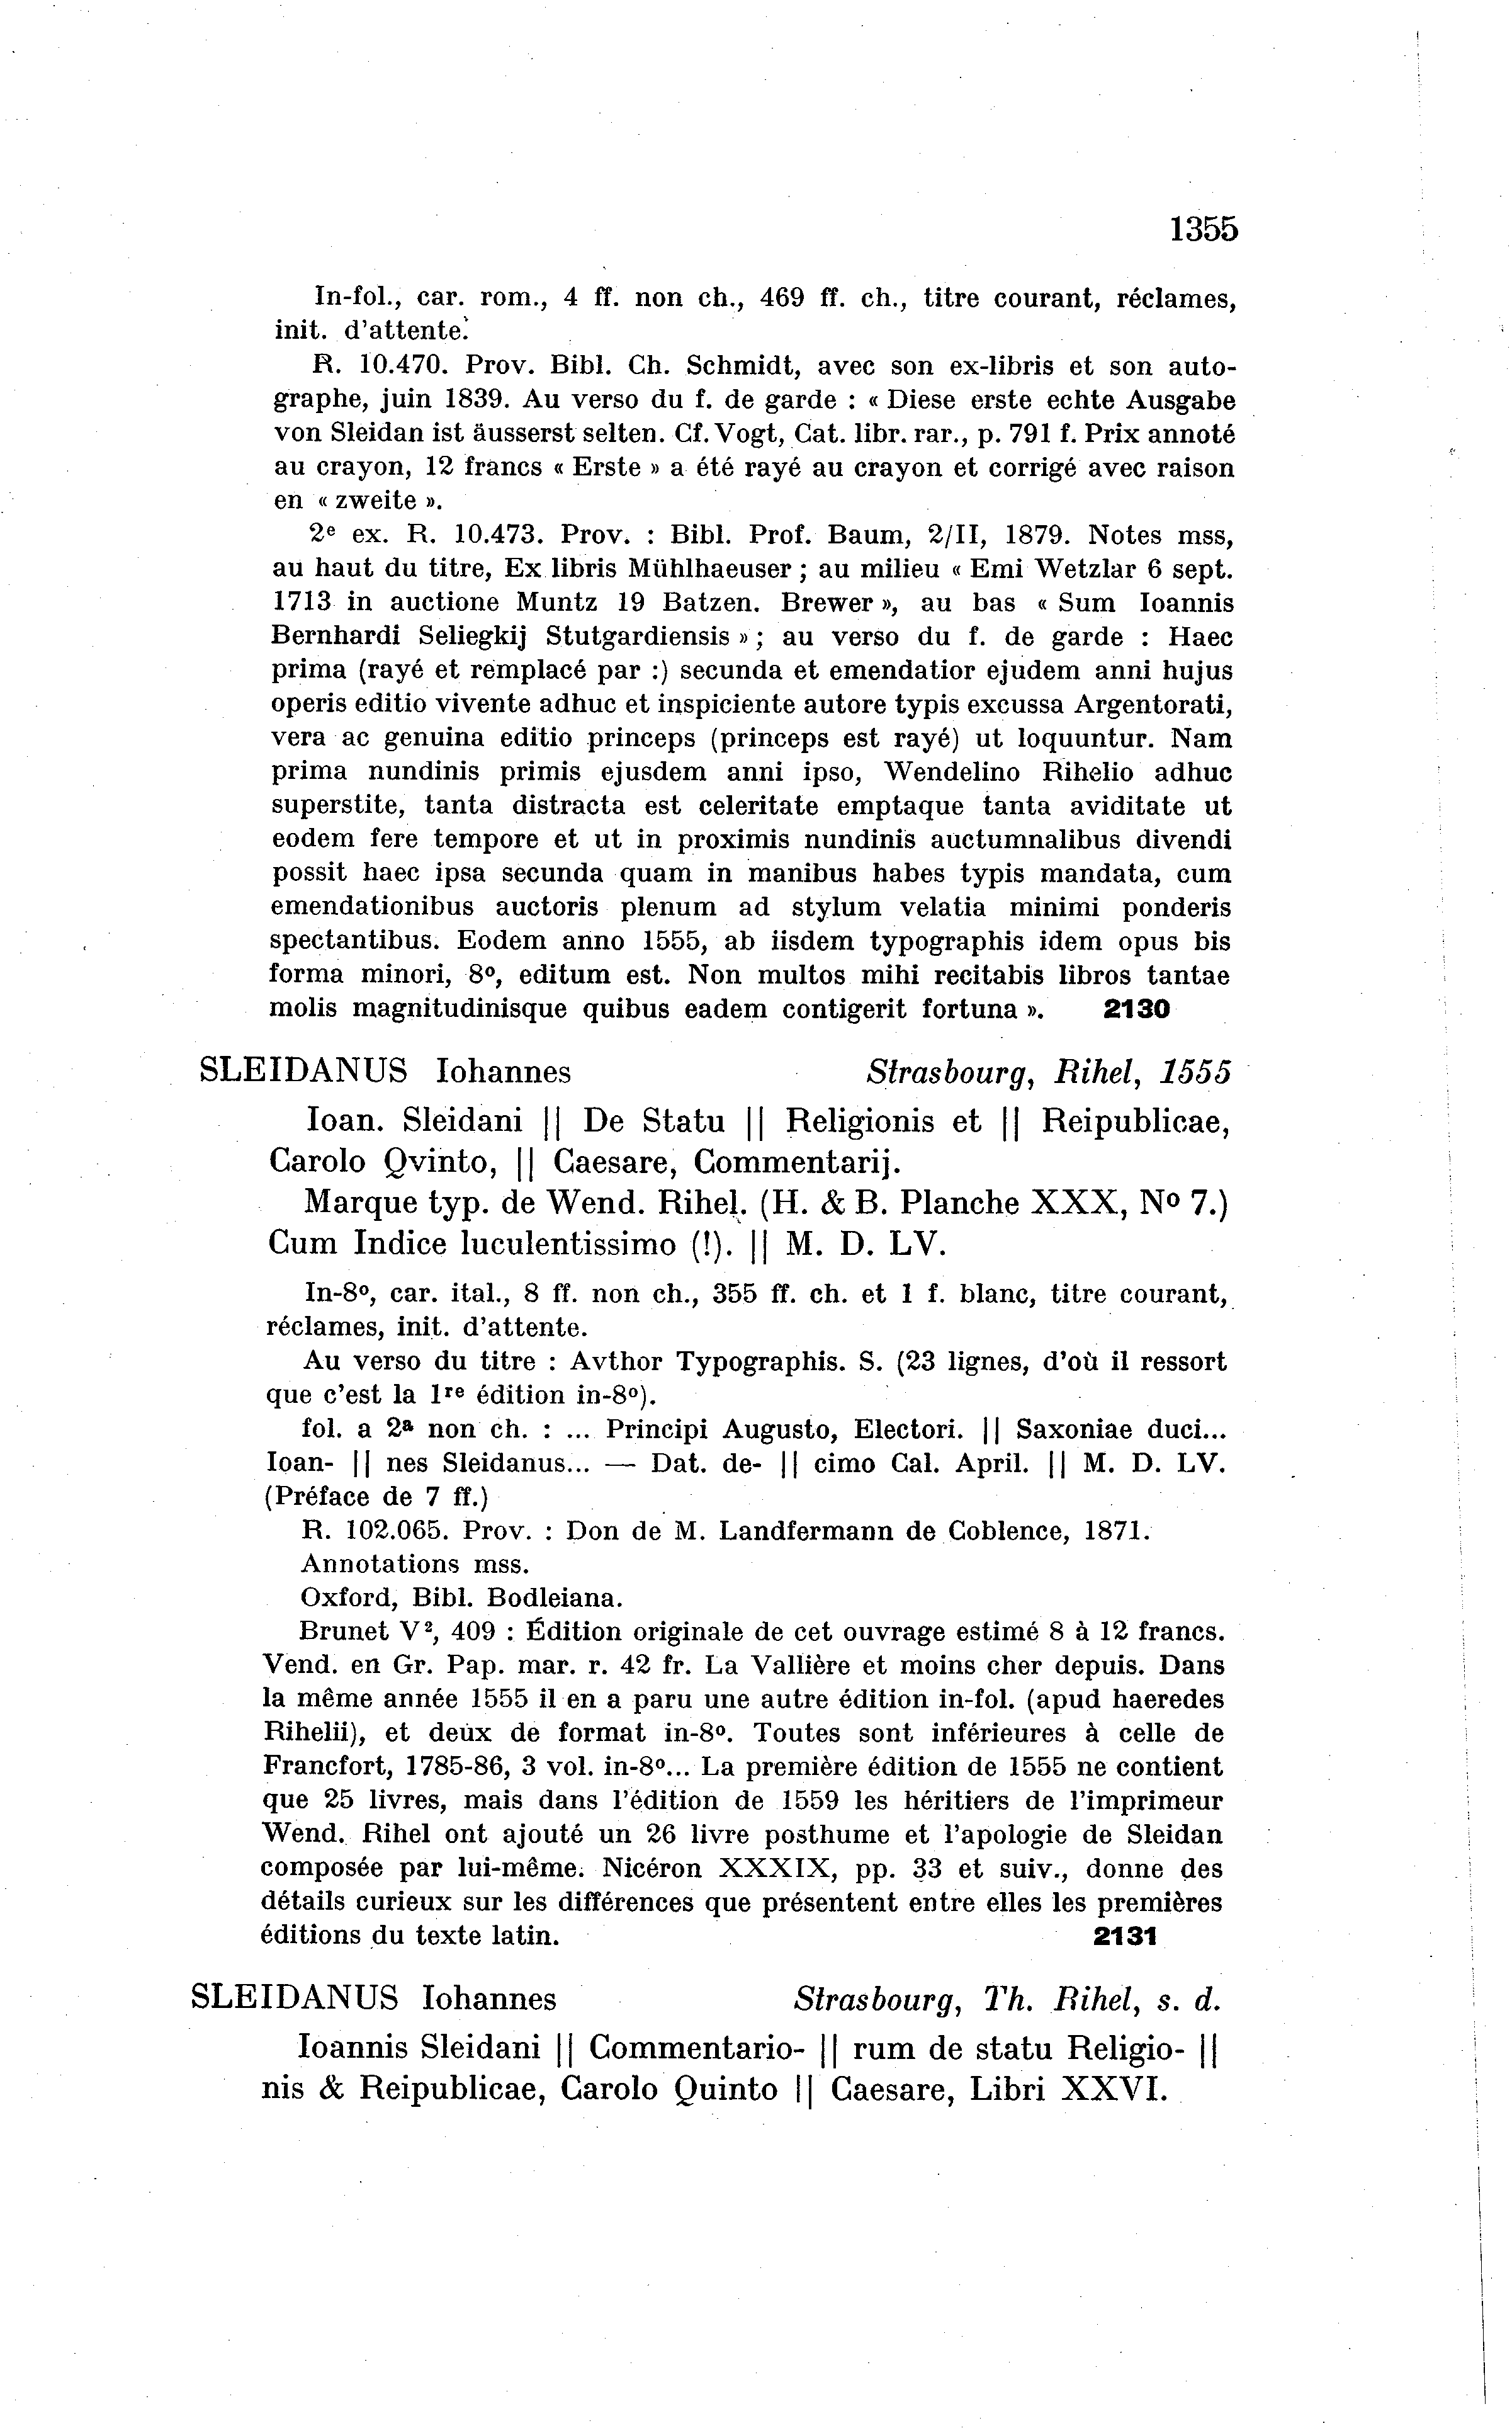 1355
In-fol., car. rom., 4 ff. non ch., 469 ff. ch., titre courant, réclames,
init. d'attente.
R. 10.470. Prov. Bibl. Ch. Schmidt, avec son ex-libris et son auto-
graphe, juin 1839. Au verso du f. de garde : « Diese erste echte Ausgabe
von Sleidan ist äusserst selten. Cf. Vogt, Cat. libr. rar., p. 791 f. Prix annoté
au crayon, 12 francs « Erste » a été rayé au crayon et corrigé avec raison
en « zweite ».
2e ex. R. 10.473. Prov. : Bibl. Prof. Baum, 2/II, 1879. Notes mss,
au haut du titre, Ex libris Mühlhaeuser ; au milieu « Emi Wetzlar 6 sept.
1713 in auctione Muntz 19 Batzen. Brewer », au bas « Sum Ioannis
Bernhardi Seliegkij Stutgardiensis » ; au verso du f. de garde : Haec
prima (rayé et remplacé par :) secunda et emendatior ejudem anni hujus
operis editio vivente adhuc et inspiciente autore typis excussa Argentorati,
vera ac genuina editio princeps (princeps est rayé) ut loquuntur. Nam
prima nundinis primis ejusdem anni ipso, Wendelino Rihelio adhuc
superstite, tanta distracta est celeritate emptaque tanta aviditate ut
eodem fere tempore et ut in proximis nundinis auctumnalibus divendi
possit haec ipsa secunda quam in manibus habes typis mandata, cum
emendationibus auctoris plenum ad stylum velatia minimi ponderis
spectantibus. Eodem anno 1555, ab iisdem typographis idem opus bis
forma minori, 8º, editum est. Non multos mihi recitabis libros tantae
molis magnitudinisque quibus eadem contigerit fortuna ». 2130
SLEIDANUS Iohannes Strasbourg, Rihel, 1555
Ioan. Sleidani || De Statu || Religionis et || Reipublicae,
Carolo Qvinto, || Caesare, Commentarij.
Marque typ. de Wend. Rihel. (H. & B. Planche XXX, Nº 7.)
Cum Indice luculentissimo (!). || M. D. LV.
In-8º, car. ital., 8 ff. non ch., 355 ff. ch. et 1 f. blanc, titre courant,
réclames, init. d'attente.
Au verso du titre : Avthor Typographis. S. (23 lignes, d'où il ressort
que c'est la 1re édition in-8º).
fol. a 2ª non ch. : ... Principi Augusto, Electori. || Saxoniae duci...
Ioan- || nes Sleidanus... — Dat. de- || cimo Cal. April. || M. D. LV.
(Préface de 7 ff.)
R. 102.065. Prov. : Don de M. Landfermann de Coblence, 1871.
Annotations mss.
Oxford, Bibl. Bodleiana.
Brunet V², 409 : Édition originale de cet ouvrage estimé 8 à 12 francs.
Vend. en Gr. Pap. mar. r. 42 fr. La Vallière et moins cher depuis. Dans
la même année 1555 il en a paru une autre édition in-fol. (apud haeredes
Rihelii), et deux de format in-8º. Toutes sont inférieures à celle de
Francfort, 1785-86, 3 vol. in-8º... La première édition de 1555 ne contient
que 25 livres, mais dans l'édition de 1559 les héritiers de l'imprimeur
Wend. Rihel ont ajouté un 26 livre posthume et l'apologie de Sleidan
composée par lui-même. Nicéron XXXIX, pp. 33 et suiv., donne des
détails curieux sur les différences que présentent entre elles les premières
éditions du texte latin. 2131
SLEIDANUS Iohannes Strasbourg, Th. Rihel, s. d.
Ioannis Sleidani || Commentario- || rum de statu Religio- ||
nis & Reipublicae, Carolo Quinto || Caesare, Libri XXVI.